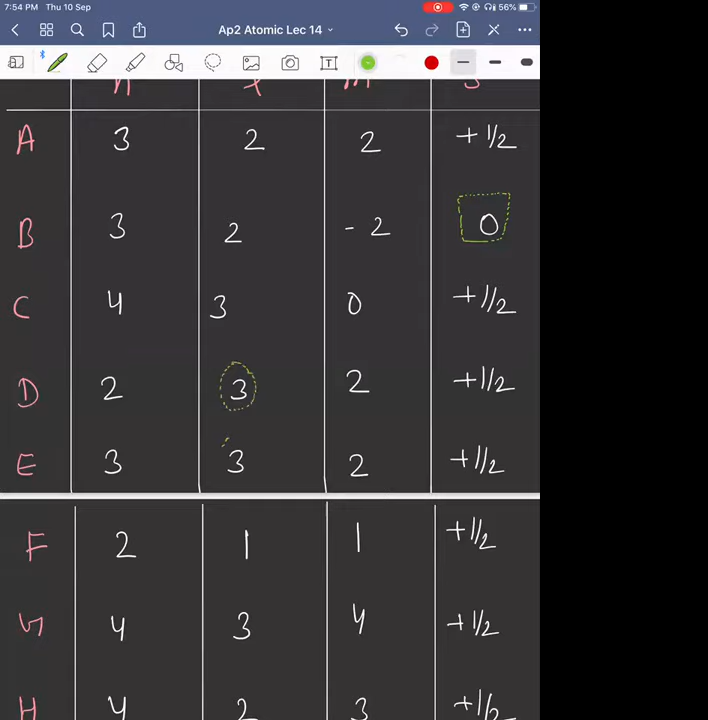 7:54 PM Thu 10 Sep 56%
Ap2 Atomic Lec 14
n l m s
A 3 2 2 +1/2
B 3 2 -2 0
C 4 3 0 +1/2
D 2 3 2 +1/2
E 3 3 2 +1/2
F 2 1 1 +1/2
G 4 3 4 +1/2
H 4 2 3 +1/2